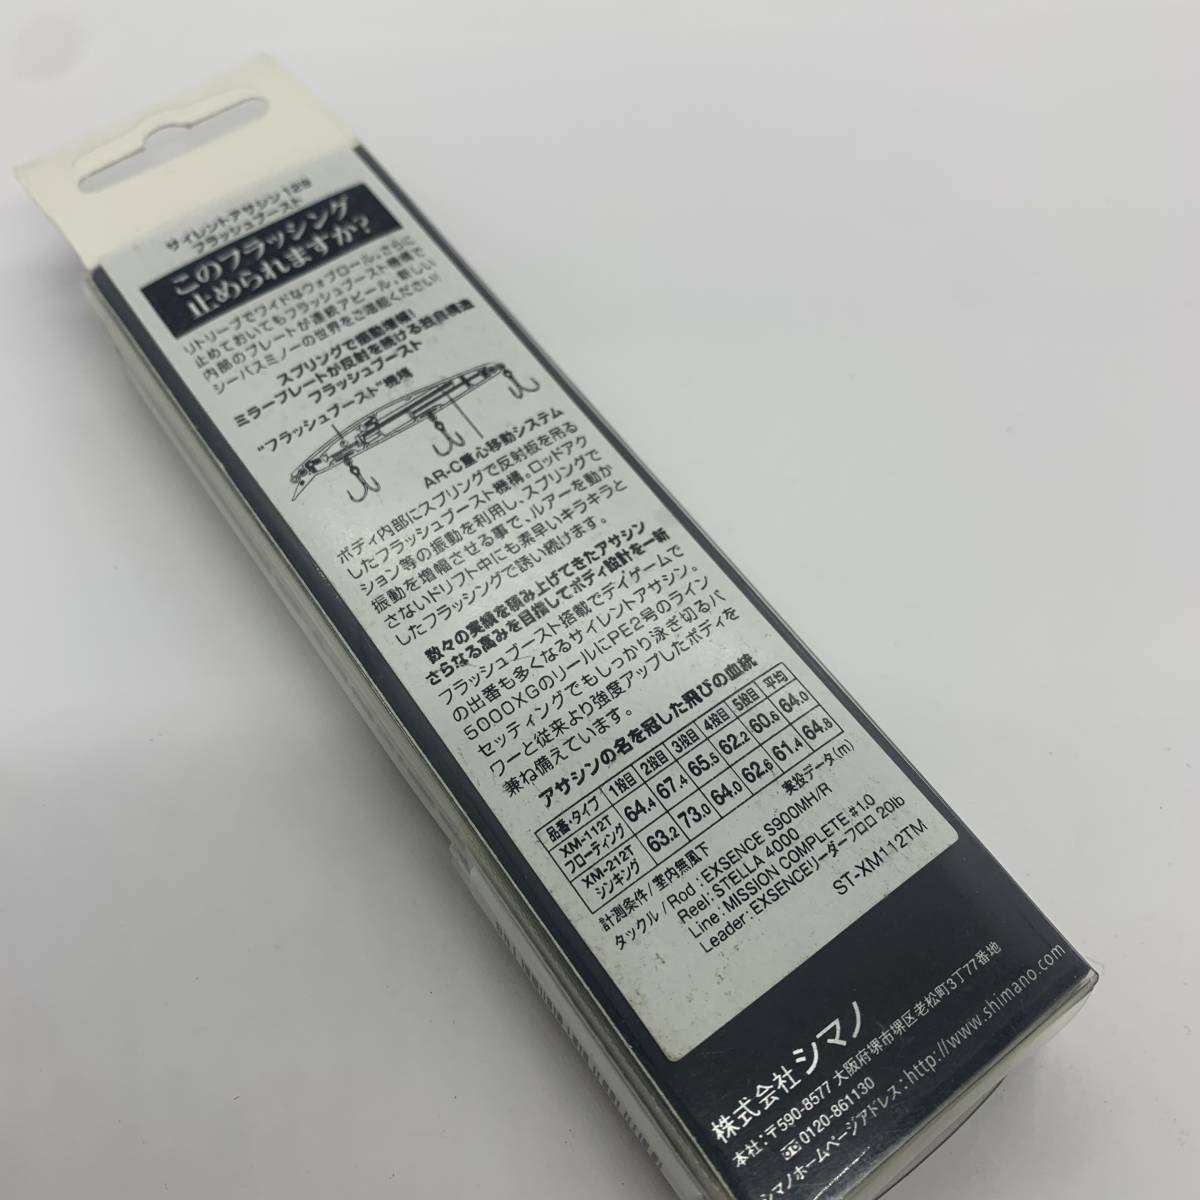 サイレントアサシン129
フラッシュブースト
このフラッシング
止められますか?
リトリーブでワイドなウォブロール。さらに
止めておいてもフラッシュブースト機構で
内部のプレートが連続アピール、新しい
シーバスミノーの世界をご堪能ください!
スプリングで振動増幅!
ミラープレートが反射を続ける独自構造
フラッシュブースト
"フラッシュブースト"機構
AR-C重心移動システム
ボディ内部にスプリングで反射板を吊る
したフラッシュブースト機構。ロッドアク
ション等の振動を利用し、スプリングで
振動を増幅させる事で、ルアーを動か
さないドリフト中にも素早いキラキラと
したフラッシングで誘い続けます。
数々の実績を積み上げてきたアサシン
さらなる高みを目指してボディ設計を一新
フラッシュブースト搭載でデイゲームで
の出番も多くなるサイレントアサシン。
5000XGのリールにPE2号のライン
セッティングでもしっかり泳ぎ切るパ
ワーと従来より強度アップしたボディを
兼ね備えています。
アサシンの名を冠した飛びの血統
品番・タイプ 1投目 2投目 3投目 4投目 5投目 平均
XM-112T フローティング 64.4 67.4 65.5 62.2 60.6 64.0
XM-212T シンキング 63.2 73.0 64.0 62.6 61.4 64.8
実投データ(m)
計測条件/室内無風下
タックル/Rod:EXSENCE S900MH/R
Reel:STELLA 4000
Line:MISSION COMPLETE #1.0
Leader:EXSENCEリーダーフロロ 20lb
ST-XM112TM
株式会社シマノ
本社:〒590-8577 大阪府堺市堺区老松町3丁77番地
0120-861130
シマノホームページアドレス:http://www.shimano.com